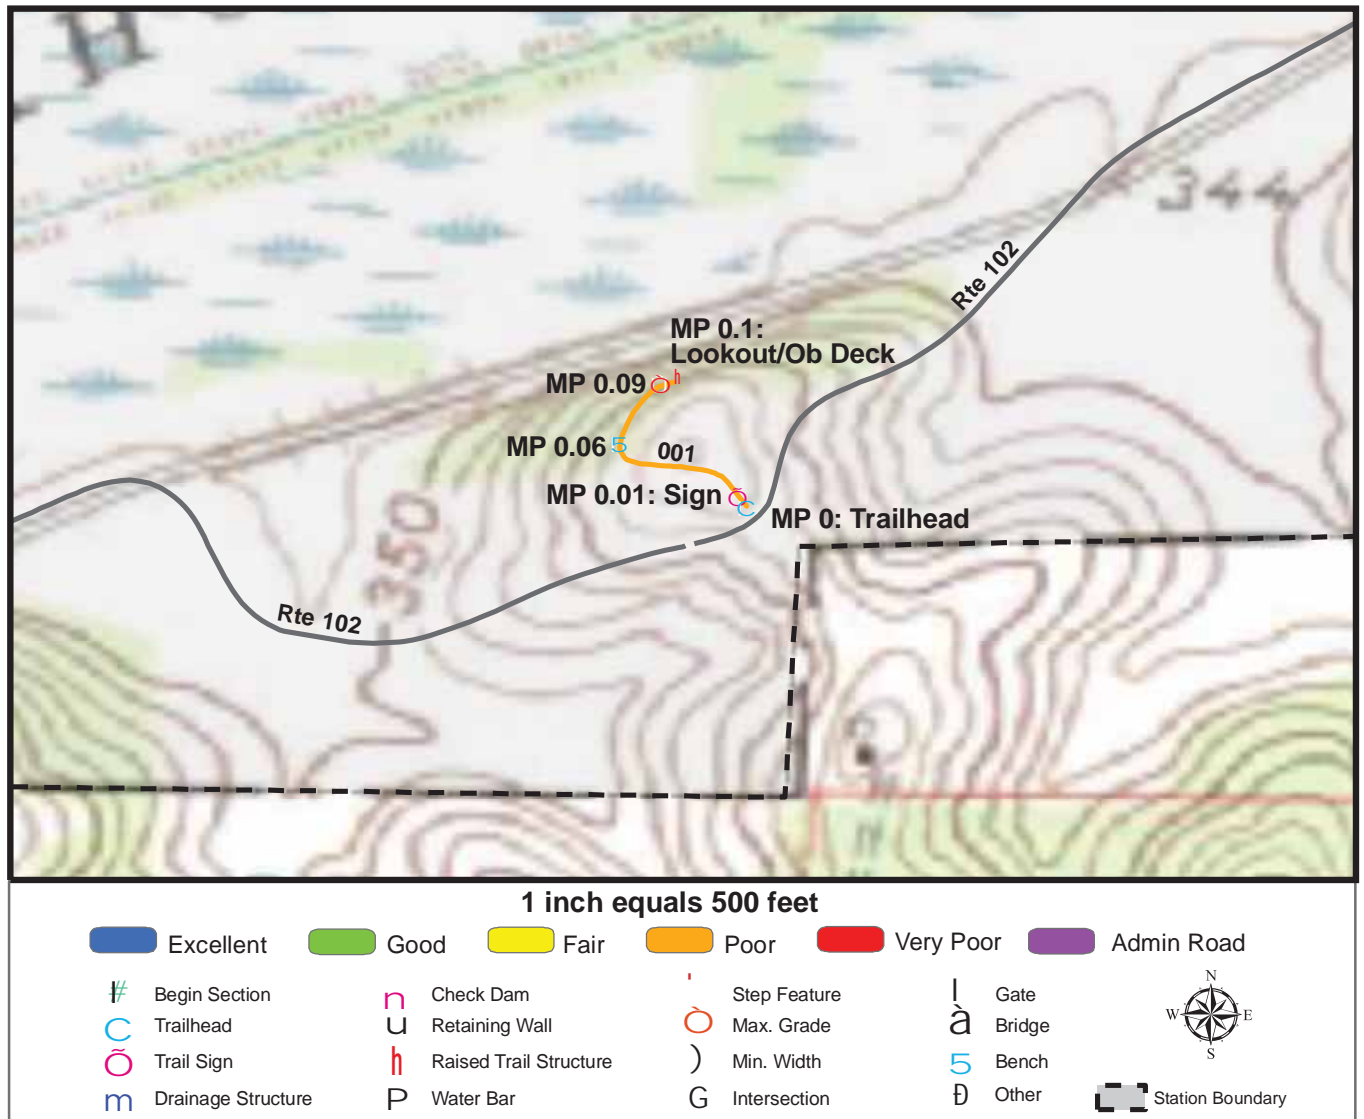 H
344
Rte 102
MP 0.1:
Lookout/Ob Deck
MP 0.09 Ò h
MP 0.06 5
001
MP 0.01: Sign Õ
C
MP 0: Trailhead
350
Rte 102
1 inch equals 500 feet
Excellent Good Fair Poor Very Poor Admin Road
# Begin Section n Check Dam ' Step Feature | Gate
C Trailhead u Retaining Wall Ò Max. Grade à Bridge
Õ Trail Sign h Raised Trail Structure ) Min. Width 5 Bench
m Drainage Structure P Water Bar G Intersection Ð Other Station Boundary
N
W E
S